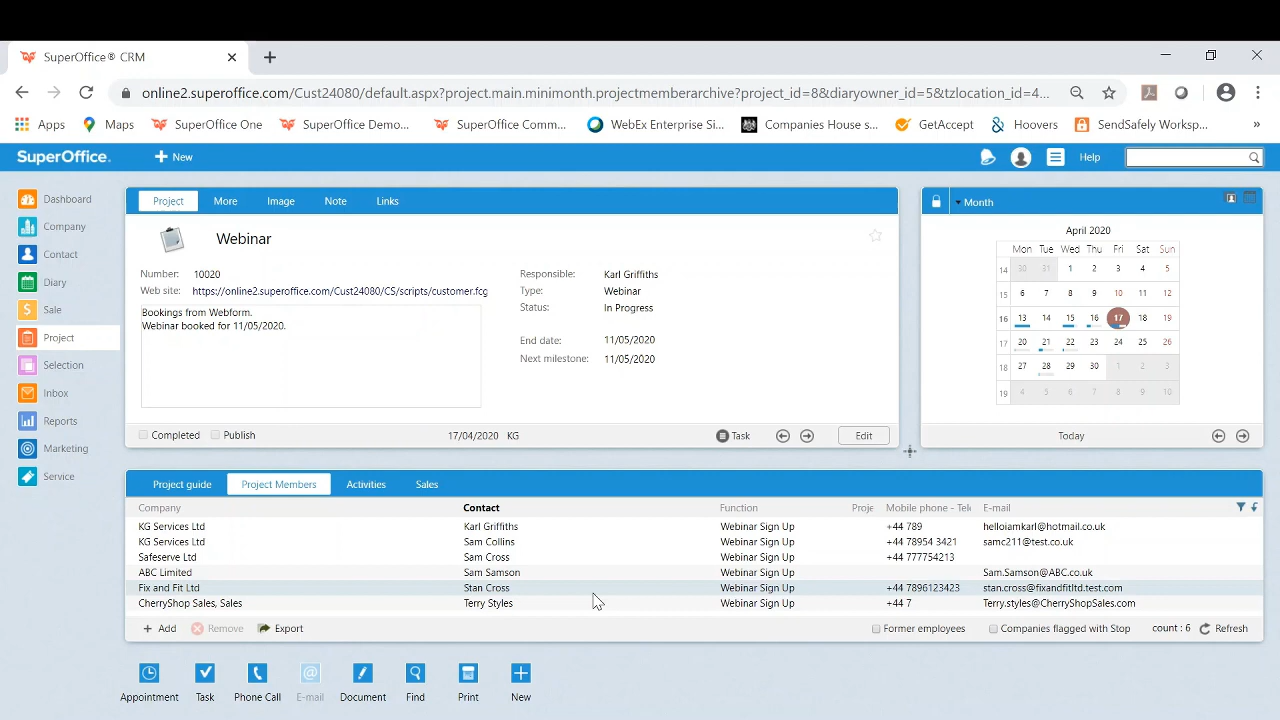 SuperOffice® CRM
online2.superoffice.com/Cust24080/default.aspx?project.main.minimonth.projectmemberarchive?project_id=8&diaryowner_id=5&tzlocation_id=4...
Apps Maps SuperOffice One SuperOffice Demo... SuperOffice Comm... WebEx Enterprise Si... Companies House s... GetAccept Hoovers SendSafely Worksp... »
SuperOffice. New Help
Dashboard
Company
Contact
Diary
Sale
Project
Selection
Inbox
Reports
Marketing
Service
Project More Image Note Links
Webinar
Number: 10020
Web site: https://online2.superoffice.com/Cust24080/CS/scripts/customer.fcg
Bookings from Webform.
Webinar booked for 11/05/2020.
Responsible: Karl Griffiths
Type: Webinar
Status: In Progress
End date: 11/05/2020
Next milestone: 11/05/2020
Completed Publish 17/04/2020 KG Task Edit
Month
April 2020
Mon Tue Wed Thu Fri Sat Sun
14 30 31 1 2 3 4 5
15 6 7 8 9 10 11 12
16 13 14 15 16 17 18 19
17 20 21 22 23 24 25 26
18 27 28 29 30 1 2 3
19 4 5 6 7 8 9 10
Today
Project guide Project Members Activities Sales
Company Contact Function Proje Mobile phone - Tele E-mail
KG Services Ltd Karl Griffiths Webinar Sign Up +44 789 helloiamkarl@hotmail.co.uk
KG Services Ltd Sam Collins Webinar Sign Up +44 78954 3421 samc211@test.co.uk
Safeserve Ltd Sam Cross Webinar Sign Up +44 777754213
ABC Limited Sam Samson Webinar Sign Up Sam.Samson@ABC.co.uk
Fix and Fit Ltd Stan Cross Webinar Sign Up +44 7896123423 stan.cross@fixandfitltd.test.com
CherryShop Sales, Sales Terry Styles Webinar Sign Up +44 7 Terry.styles@CherryShopSales.com
Add Remove Export Former employees Companies flagged with Stop count : 6 Refresh
Appointment Task Phone Call E-mail Document Find Print New